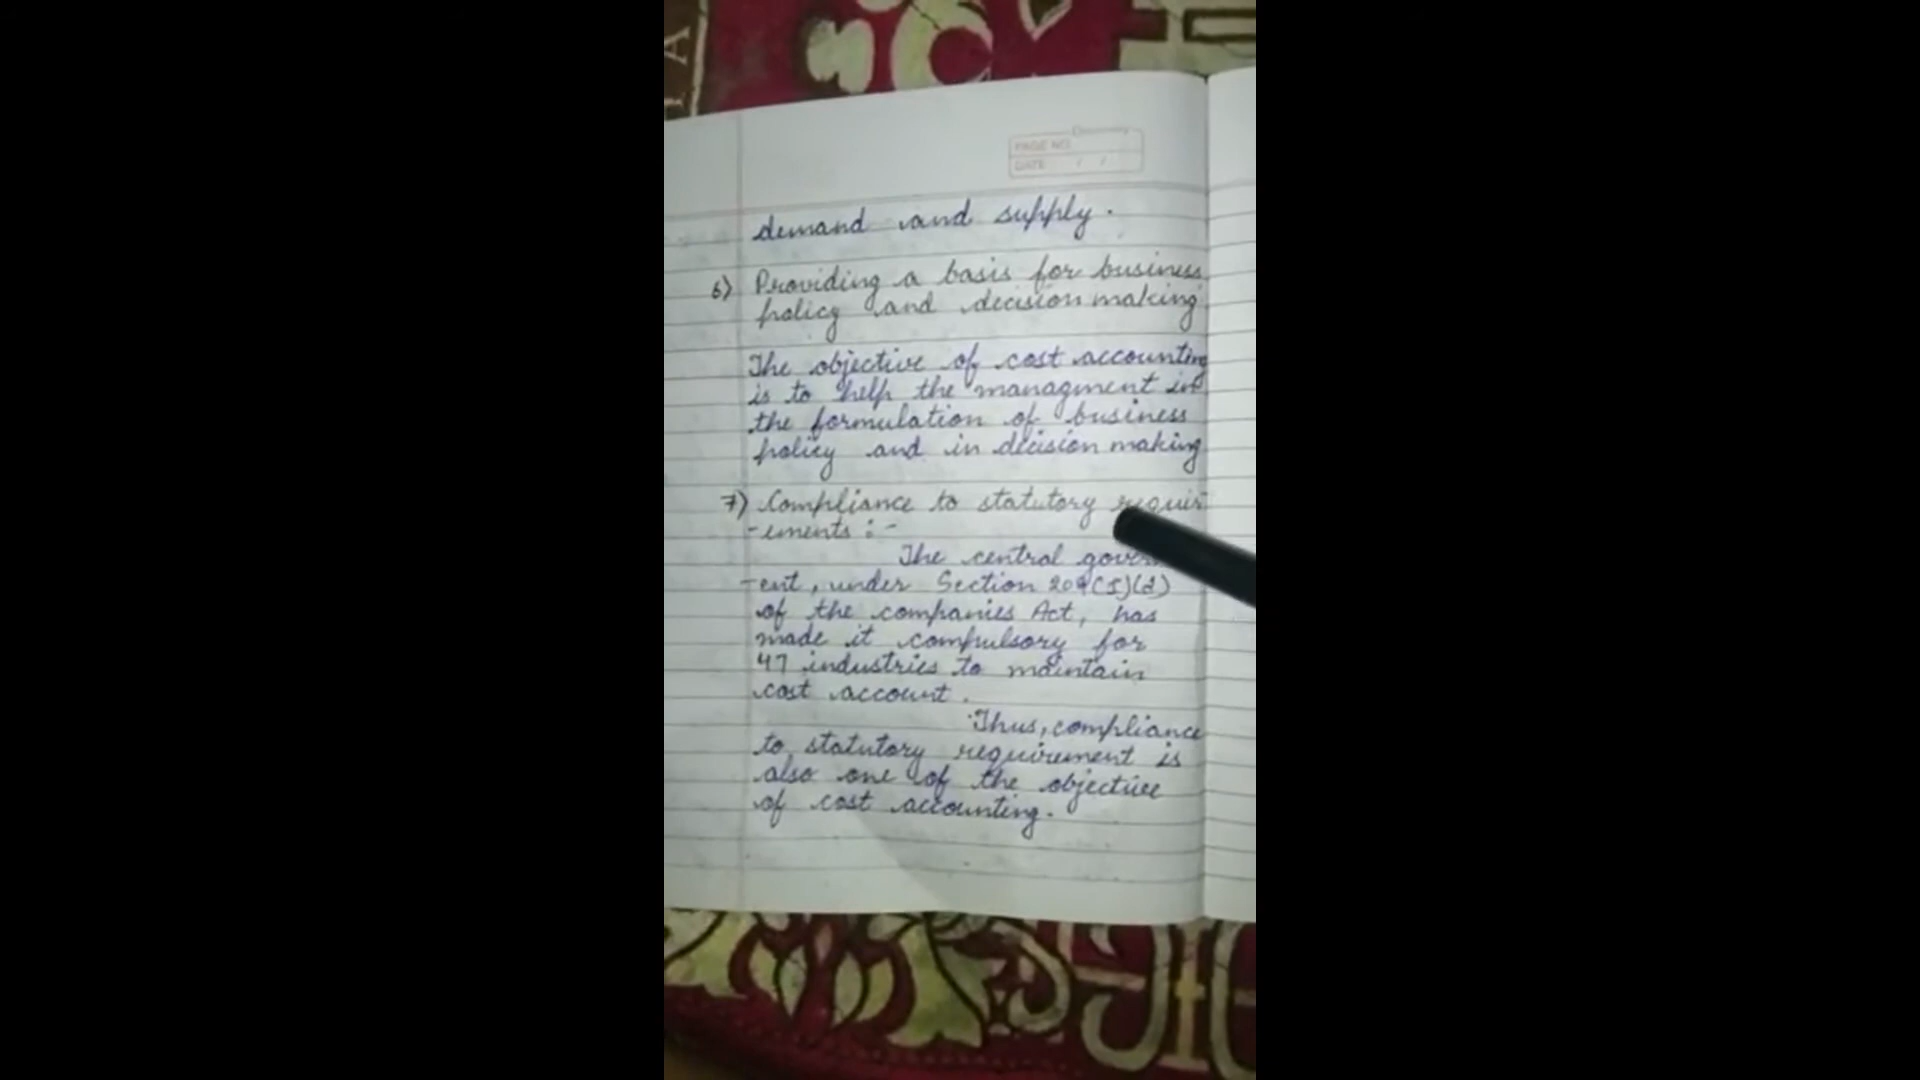 PAGE NO.
DATE / /
demand and supply.
6) Providing a basis for business
policy and decision making
The objective of cost accounting
is to help the managment in
the formulation of business
policy and in decision making
7) Compliance to statutory requir-
-ements :-
The central
-ent, under Section
of the companies Act, has
made it compulsory for
47 industries to maintain
cost account.
Thus, compliance
to statutory requirement is
also one of the objective
of cost accounting.